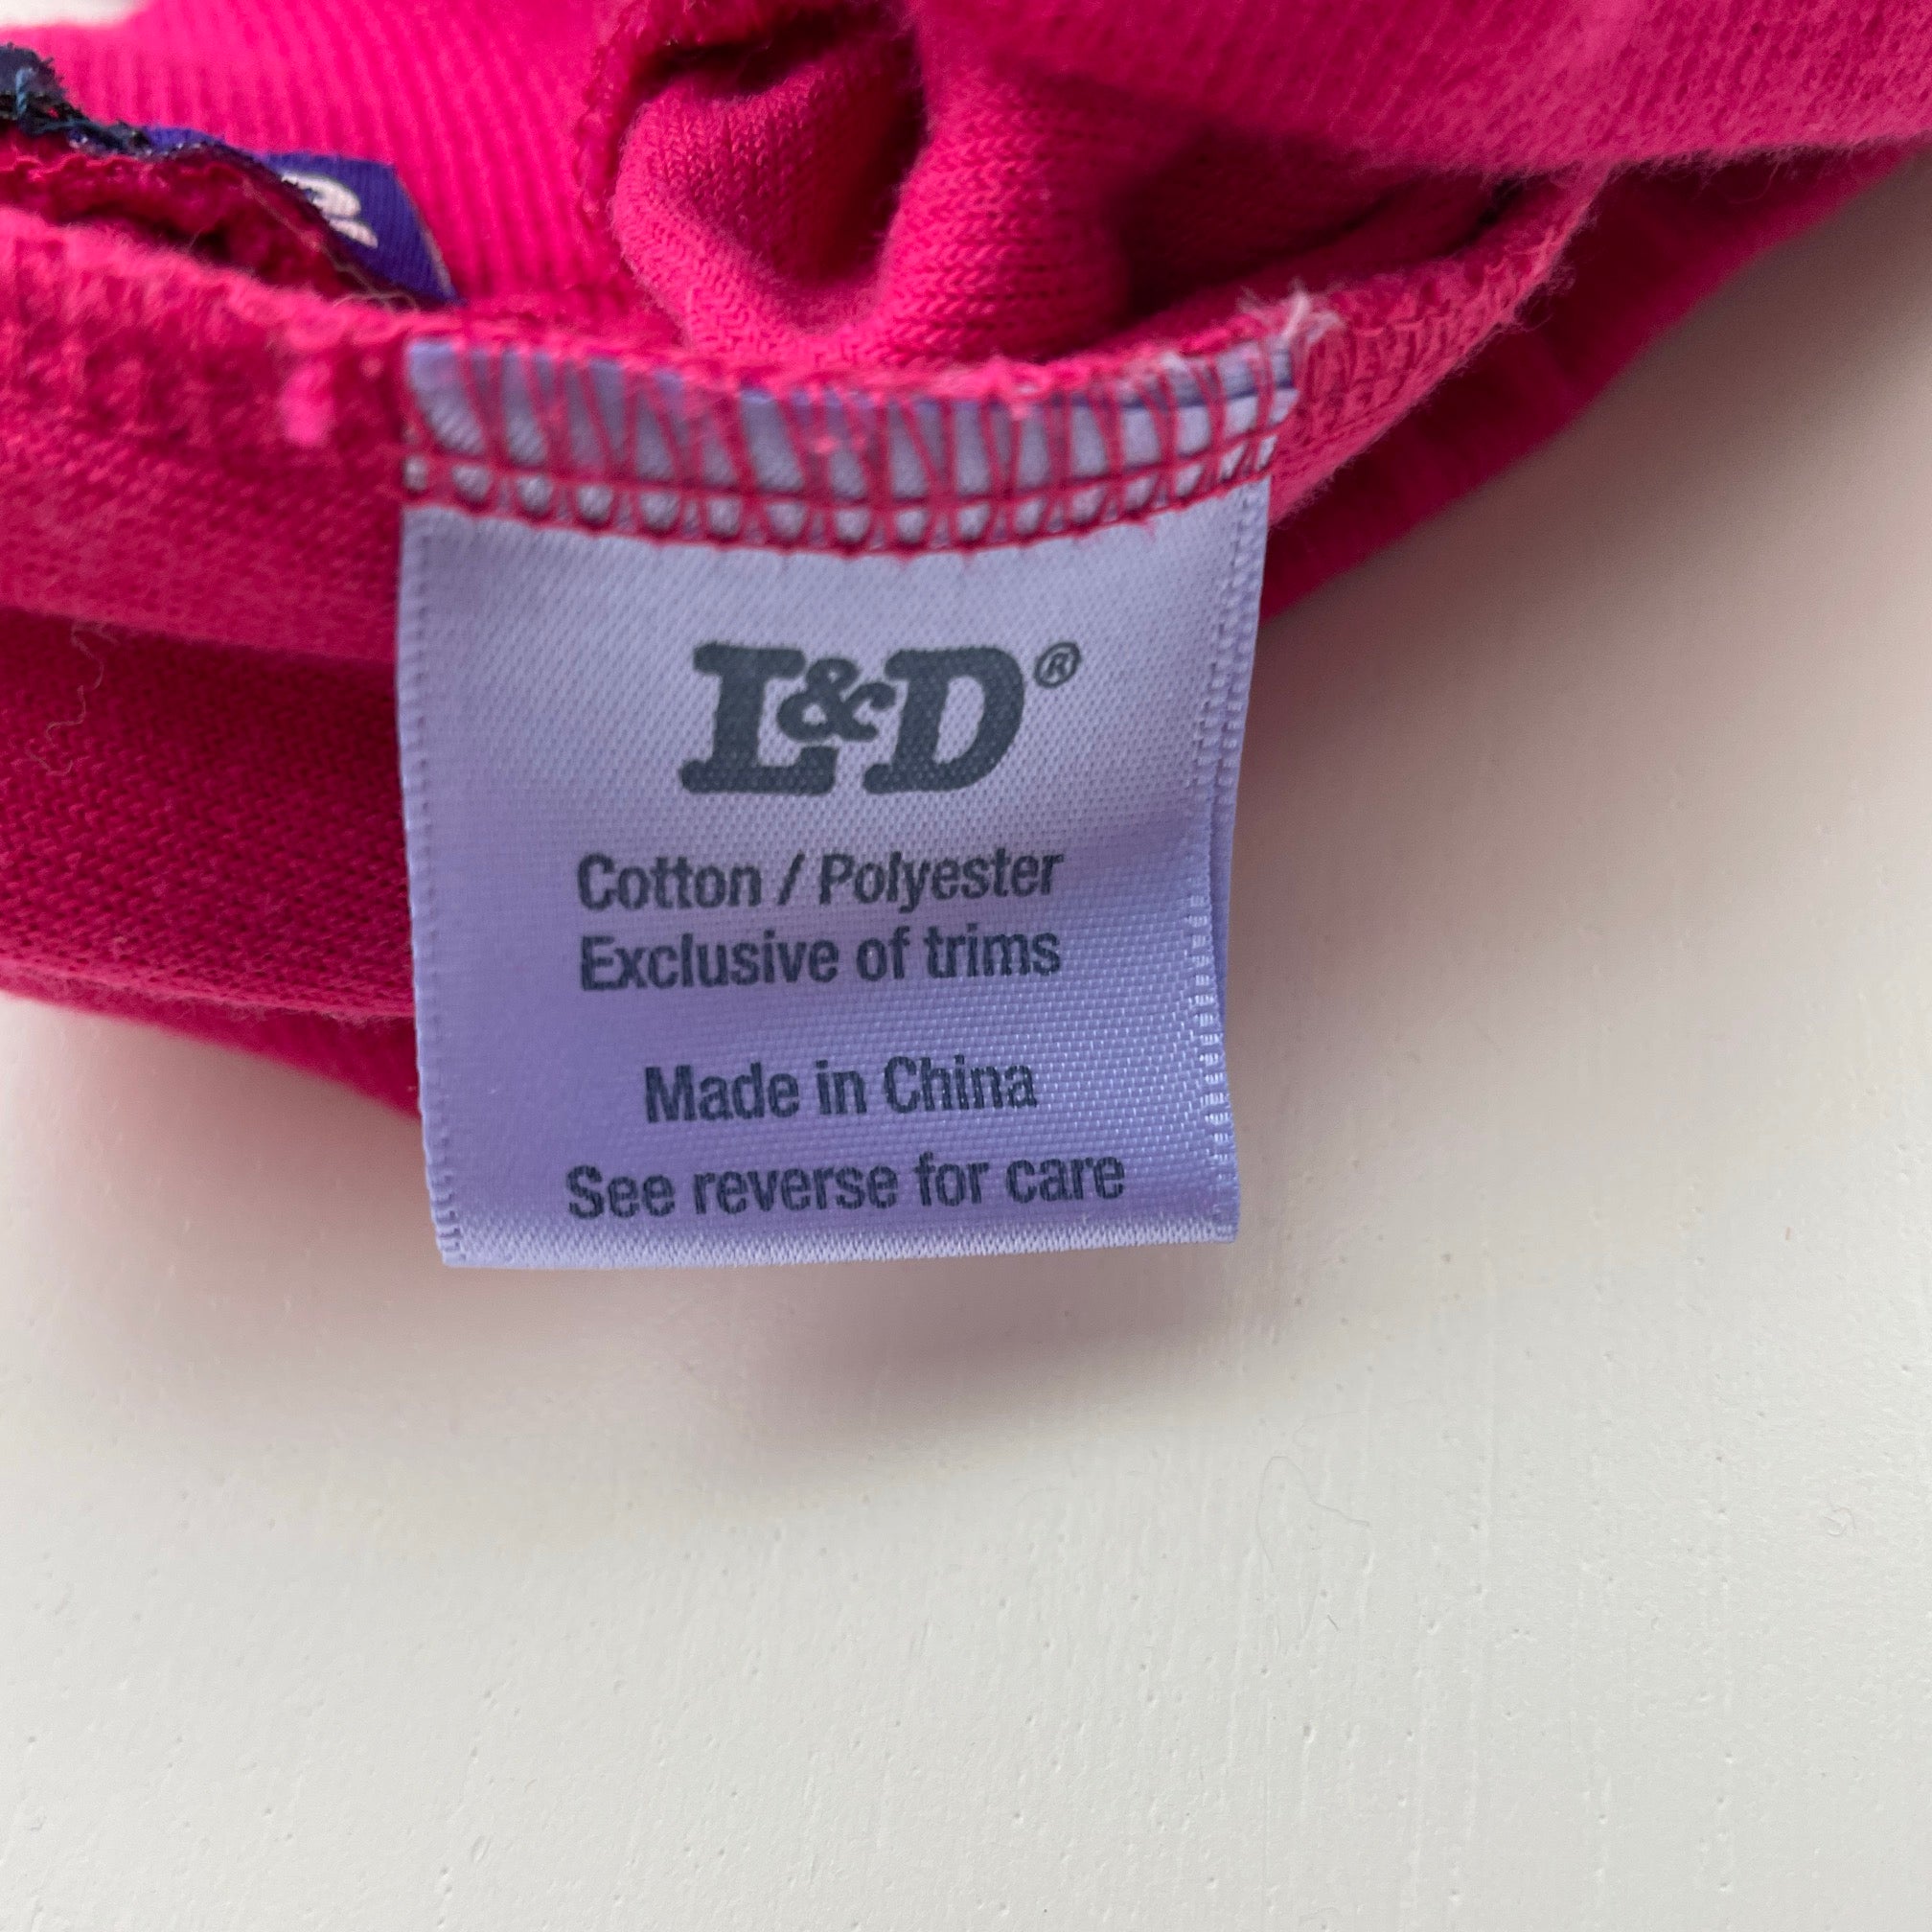 L&D®
Cotton / Polyester
Exclusive of trims
Made in China
See reverse for care